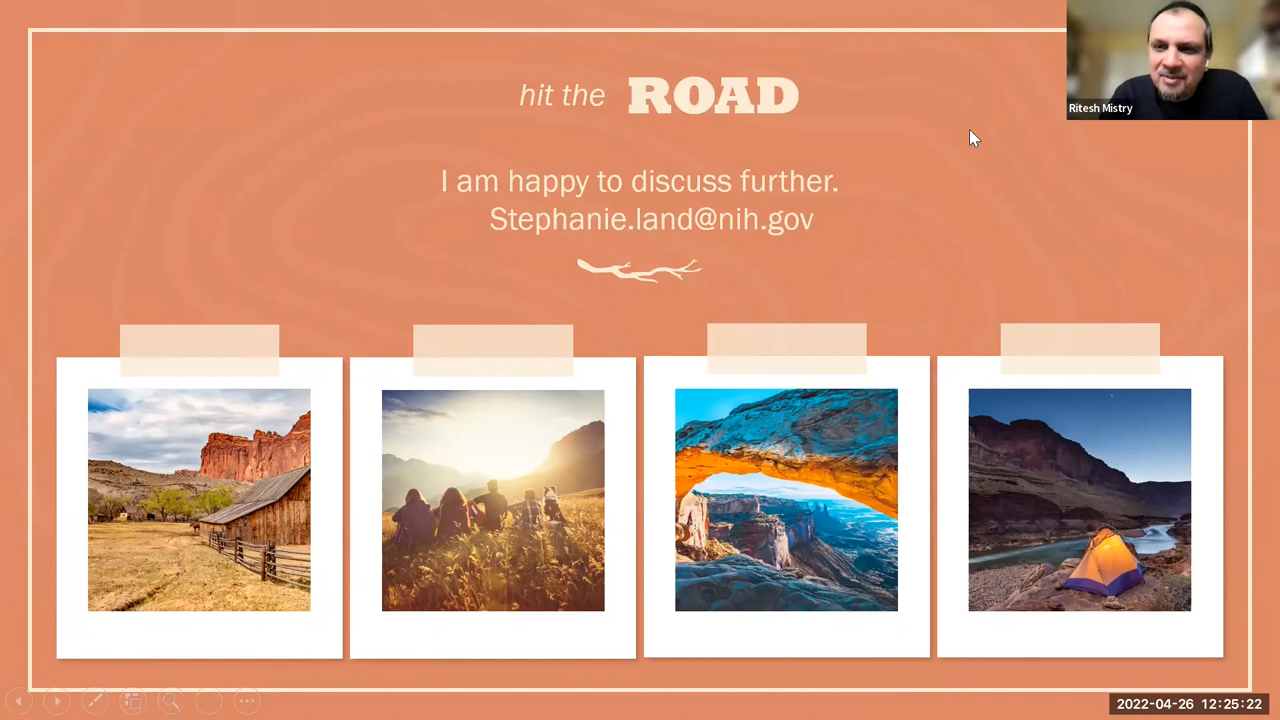 hit the ROAD
Ritesh Mistry
I am happy to discuss further.
Stephanie.land@nih.gov
2022-04-26 12:25:22